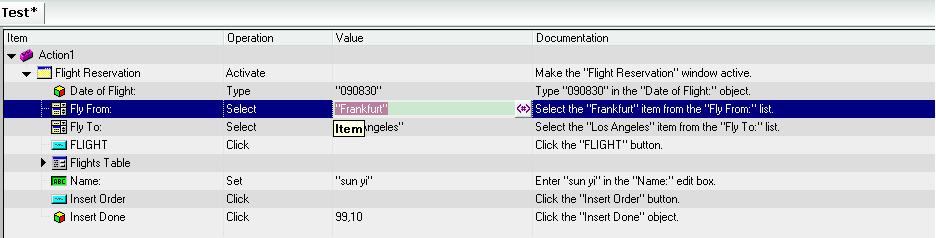 Test*
Item Operation Value Documentation
Action1
Flight Reservation Activate Make the "Flight Reservation" window active.
Date of Flight: Type "090830" Type "090830" in the "Date of Flight:" object.
Fly From: Select "Frankfurt" <#> Select the "Frankfurt" item from the "Fly From:" list.
Fly To: Select Item ngeles" Select the "Los Angeles" item from the "Fly To:" list.
FLIGHT Click Click the "FLIGHT" button.
Flights Table
ABC Name: Set "sun yi" Enter "sun yi" in the "Name:" edit box.
Insert Order Click Click the "Insert Order" button.
Insert Done Click 99,10 Click the "Insert Done" object.